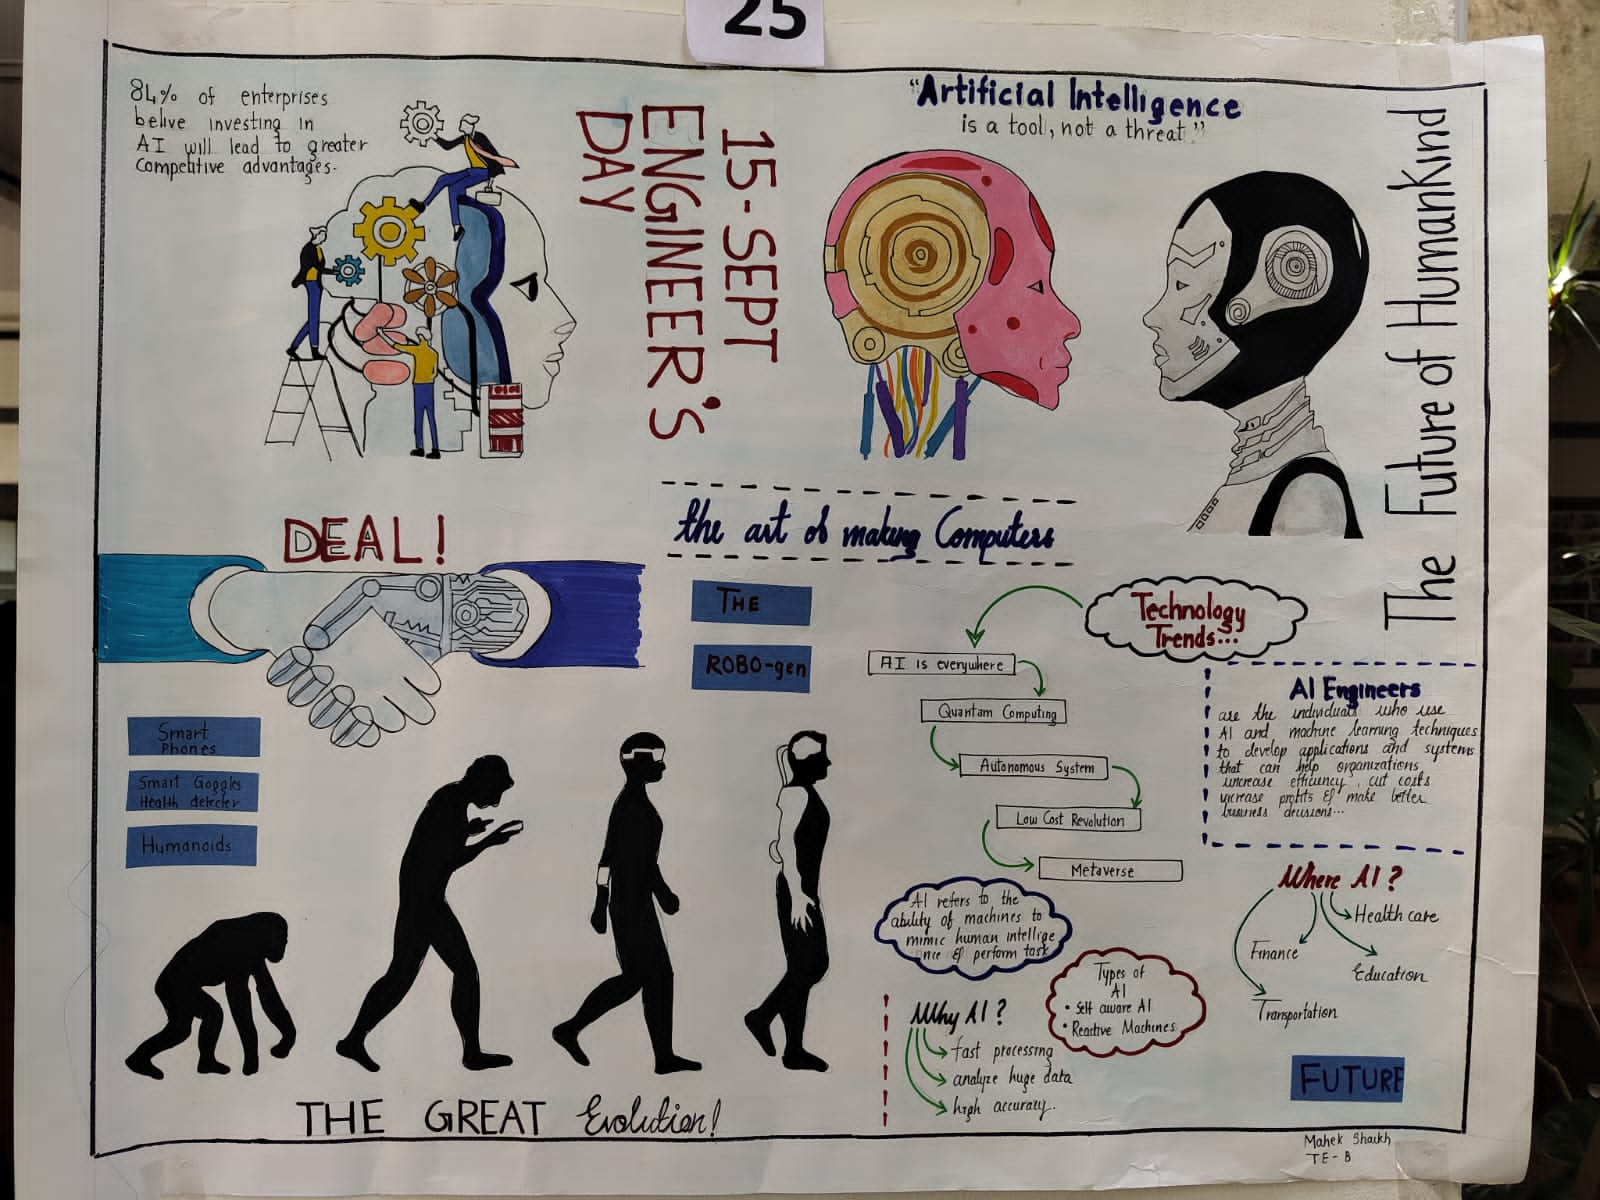 25
84% of enterprises
belive investing in
AI will lead to greater
competitive advantages.
15-SEPT
ENGINEER'S
DAY
"Artificial Intelligence
is a tool, not a threat"
The Future of Humankind
DEAL!
the art of making Computers
THE
ROBO-gen
Technology
Trends...
AI is everywhere
Quantam Computing
Autonomous System
Low Cost Revolution
Metaverse
AI Engineers
are the individuals who use
AI and machine learning techniques
to develop applications and systems
that can help organizations
increase efficiency, cut costs
increase profits & make better
business decisions...
Smart
Phones
Smart Goggles
Health detecter
Humanoids
Where AI?
Health care
Finance
Education
Transportation
AI refers to the
ability of machines to
mimic human intellige
nce & perform task
Types of
AI
• Self aware AI
• Reactive Machines
Why AI?
fast processing
analyze huge data
high accuracy.
FUTURE
THE GREAT Evolution!
Mahek Shaikh
TE-B